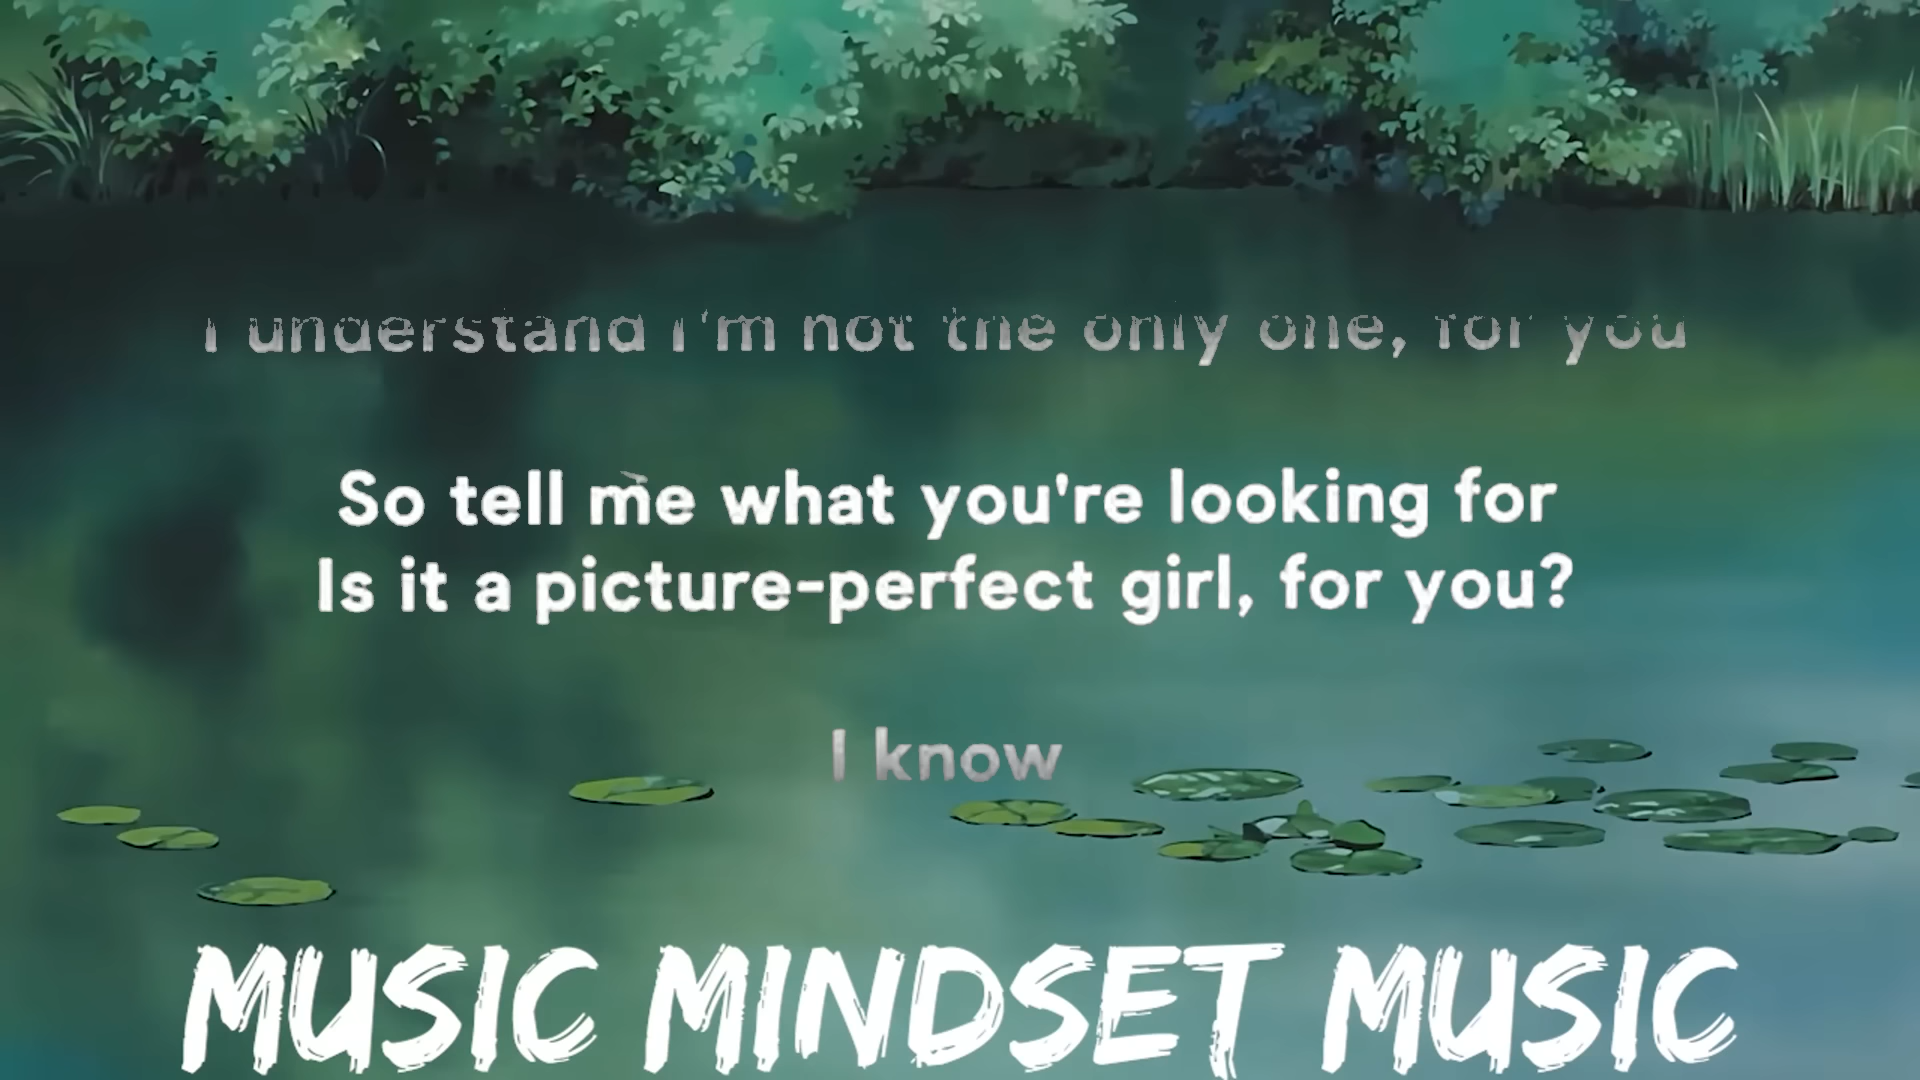 I understand I'm not the only one, for you
So tell me what you're looking for
Is it a picture-perfect girl, for you?
I know
MUSIC MINDSET MUSIC